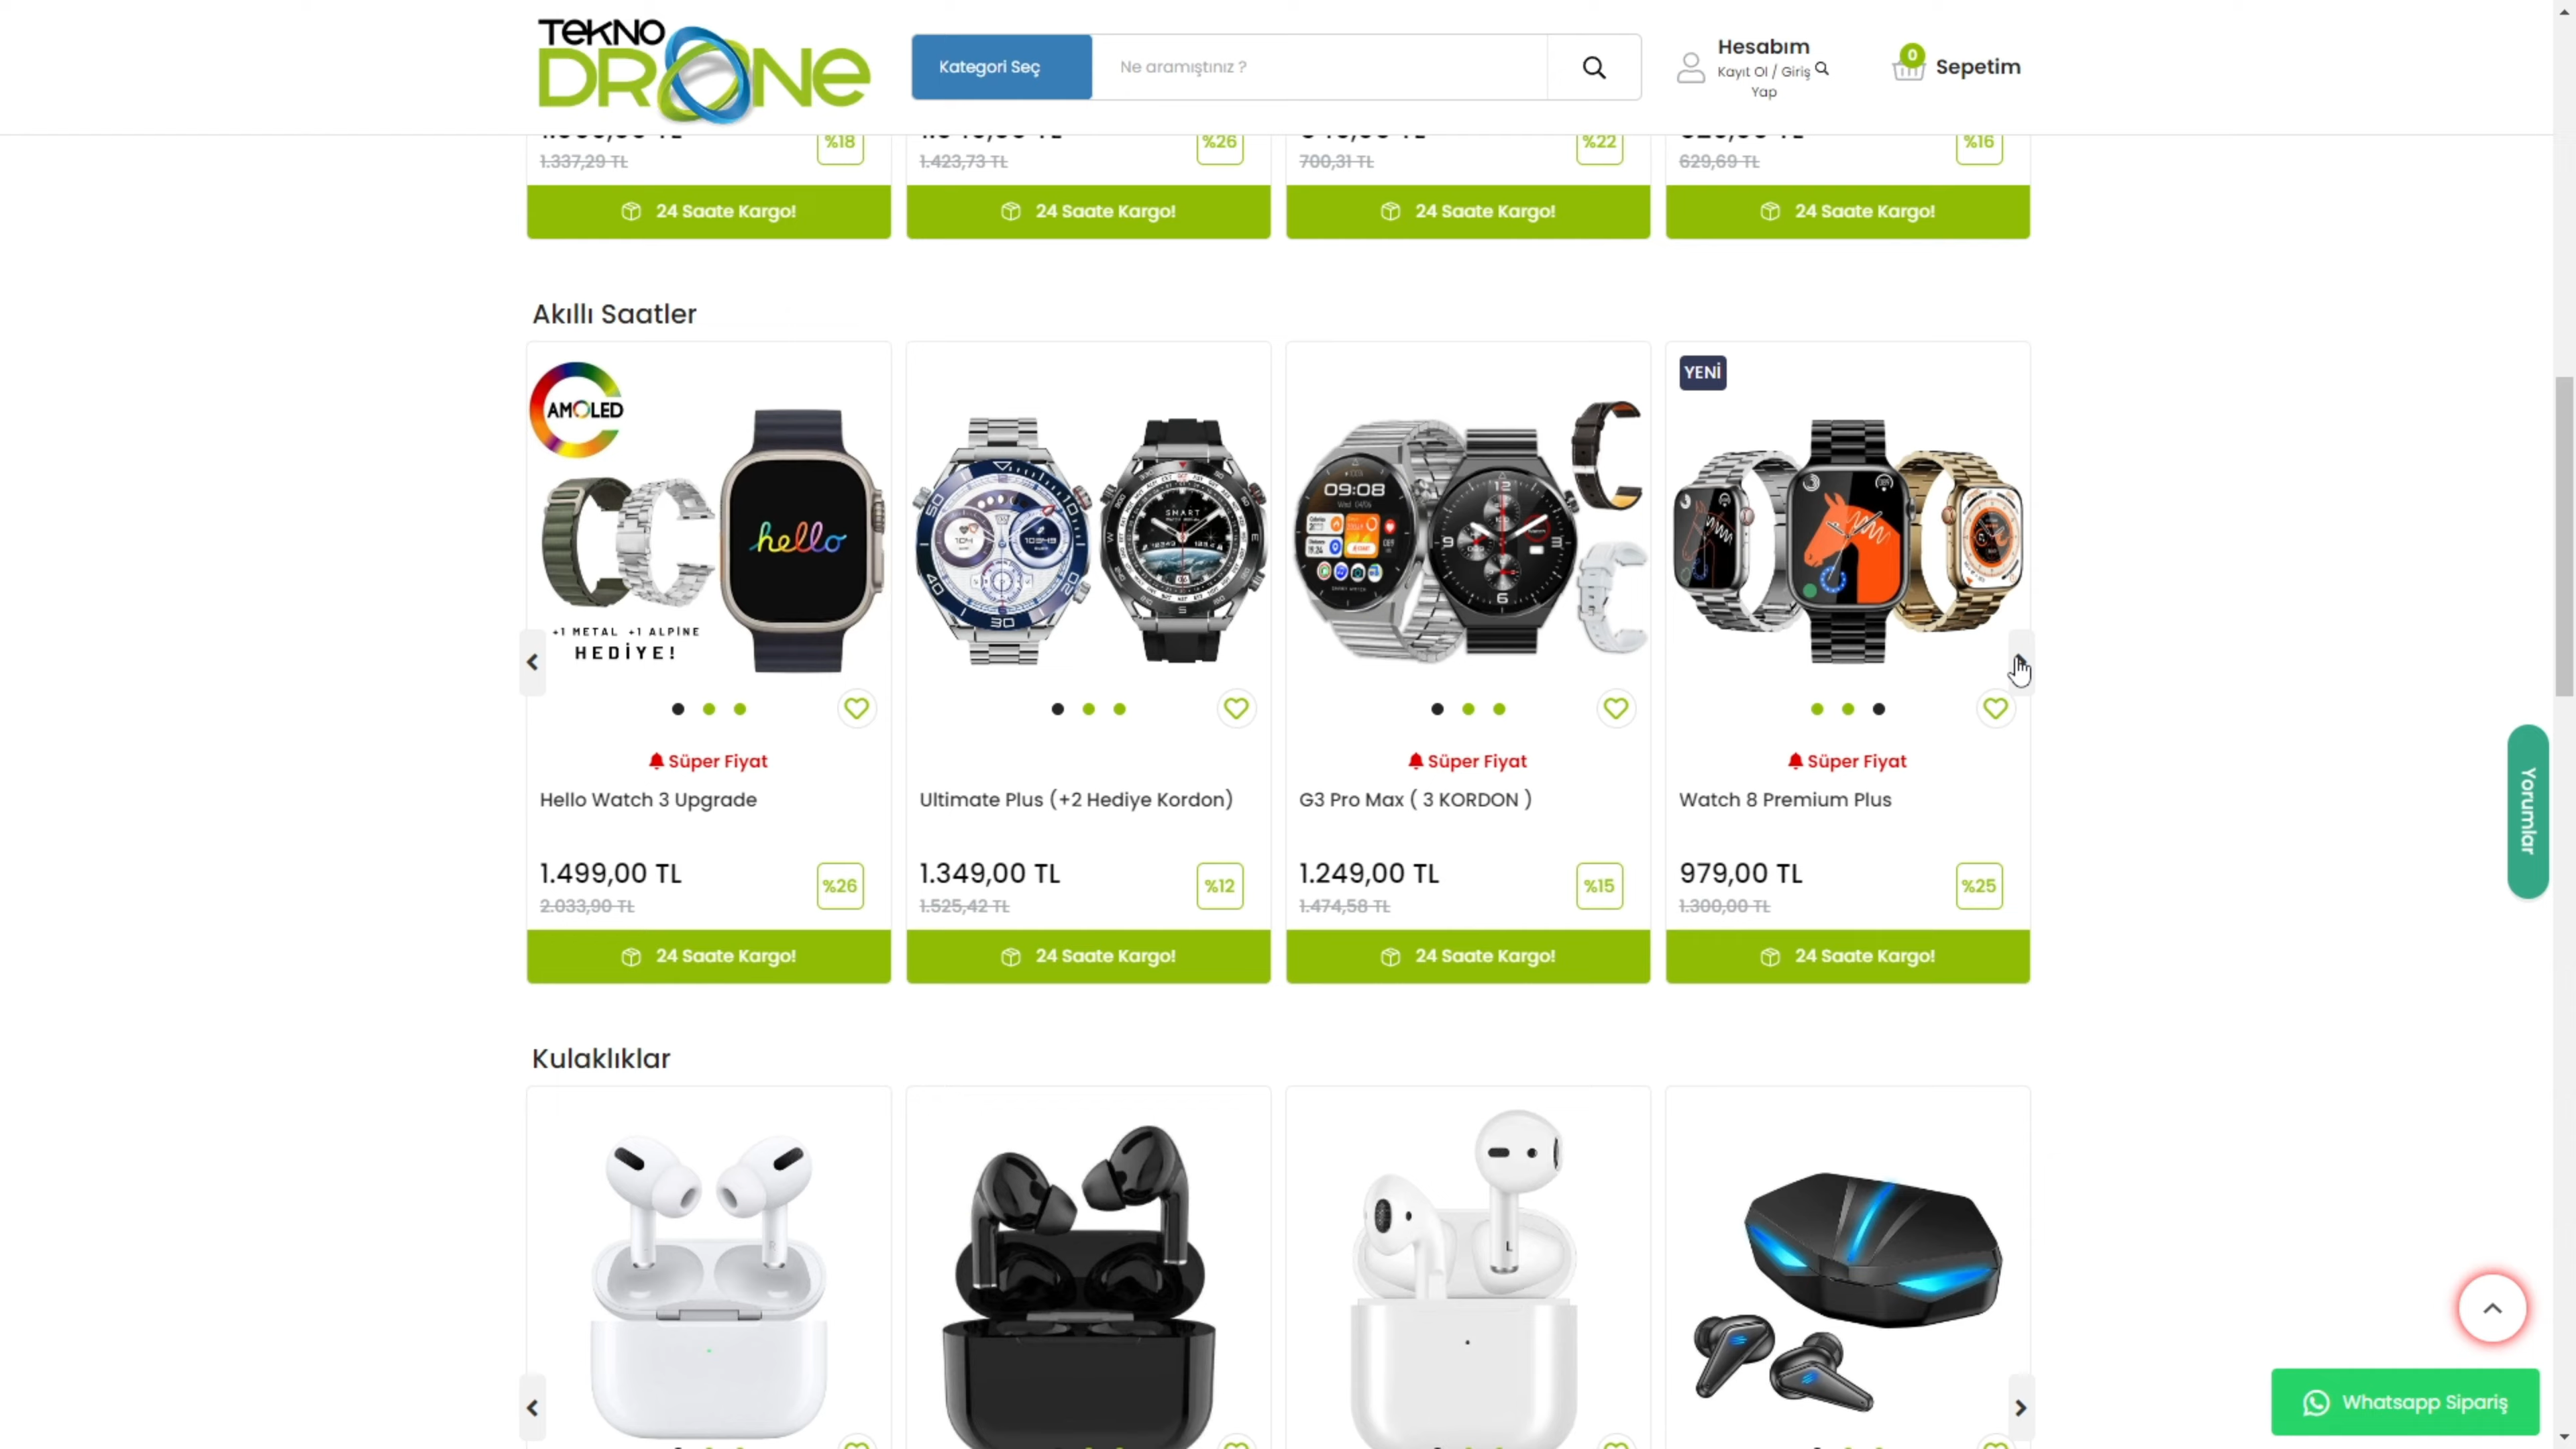 TEKNO
DRONE
Kategori Seç
Ne aramıştınız ?
Hesabım
Kayıt Ol / Giriş
Yap
0
Sepetim
%18
%26
%22
%16
1.337,29 TL
1.423,73 TL
700,31 TL
629,69 TL
24 Saate Kargo!
24 Saate Kargo!
24 Saate Kargo!
24 Saate Kargo!
Akıllı Saatler
AMOLED
hello
+1 METAL +1 ALPİNE
HEDİYE!
09:08
SMART
YENİ
Süper Fiyat
Süper Fiyat
Süper Fiyat
Hello Watch 3 Upgrade
Ultimate Plus (+2 Hediye Kordon)
G3 Pro Max ( 3 KORDON )
Watch 8 Premium Plus
1.499,00 TL
%26
1.349,00 TL
%12
1.249,00 TL
%15
979,00 TL
%25
2.033,90 TL
1.525,42 TL
1.474,58 TL
1.300,00 TL
24 Saate Kargo!
24 Saate Kargo!
24 Saate Kargo!
24 Saate Kargo!
Yorumlar
Kulaklıklar
L
Whatsapp Sipariş